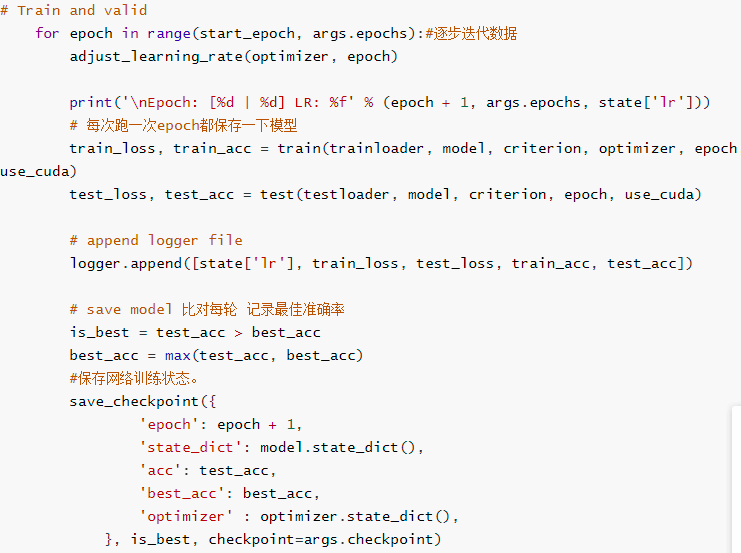 # Train and valid
    for epoch in range(start_epoch, args.epochs):#逐步迭代数据
        adjust_learning_rate(optimizer, epoch)
        print('\nEpoch: [%d | %d] LR: %f' % (epoch + 1, args.epochs, state['lr']))
        # 每次跑一次epoch都保存一下模型
        train_loss, train_acc = train(trainloader, model, criterion, optimizer, epoch
use_cuda)
        test_loss, test_acc = test(testloader, model, criterion, epoch, use_cuda)
        # append logger file
        logger.append([state['lr'], train_loss, test_loss, train_acc, test_acc])
        # save model 比对每轮 记录最佳准确率
        is_best = test_acc > best_acc
        best_acc = max(test_acc, best_acc)
        #保存网络训练状态。
        save_checkpoint({
                'epoch': epoch + 1,
                'state_dict': model.state_dict(),
                'acc': test_acc,
                'best_acc': best_acc,
                'optimizer' : optimizer.state_dict(),
            }, is_best, checkpoint=args.checkpoint)